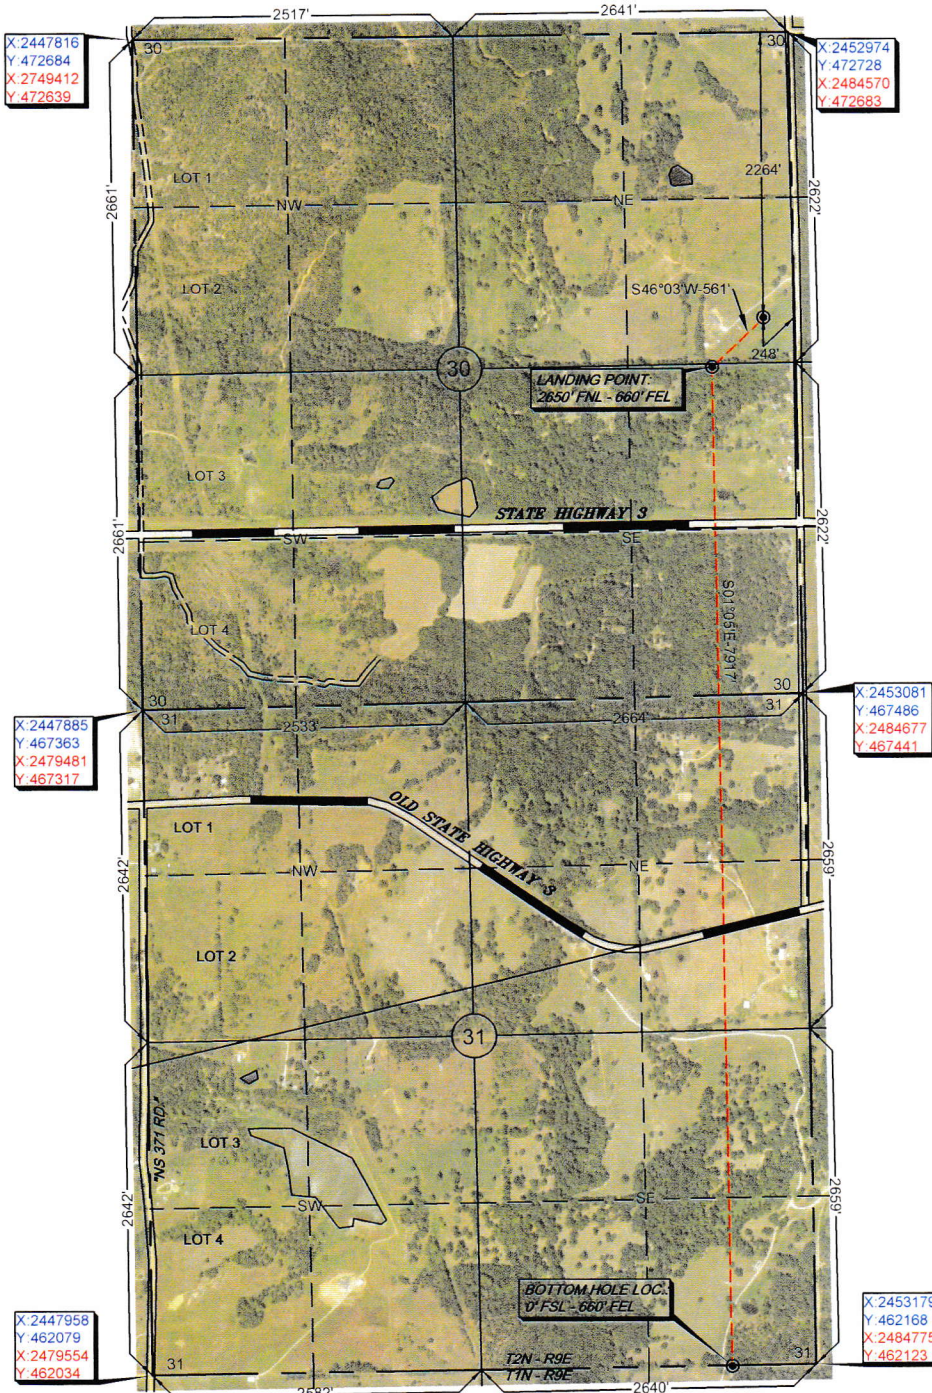 2517'
2641'
X:2447816
Y:472684
X:2749412
Y:472639
30
30
X:2452974
Y:472728
X:2484570
Y:472683
2661'
LOT 1
NW
NE
2264'
2622'
LOT 2
S46°03'W-561'
248'
30
LANDING POINT:
2650' FNL - 660' FEL
LOT 3
STATE HIGHWAY 3
2661'
SW
SE
2622'
LOT 4
S01°05'E-7917'
30
31
2533'
2664'
30
31
X:2447885
Y:467363
X:2479481
Y:467317
X:2453081
Y:467486
X:2484677
Y:467441
OLD STATE HIGHWAY 3
LOT 1
2642'
NW
NE
2659'
LOT 2
31
"NS 371 RD."
LOT 3
2642'
SW
SE
2659'
LOT 4
BOTTOM HOLE LOC.:
0' FSL - 660' FEL
X:2447958
Y:462079
X:2479554
Y:462034
31
T2N - R9E
T1N - R9E
31
X:2453179
Y:462168
X:2484775
Y:462123
2640'